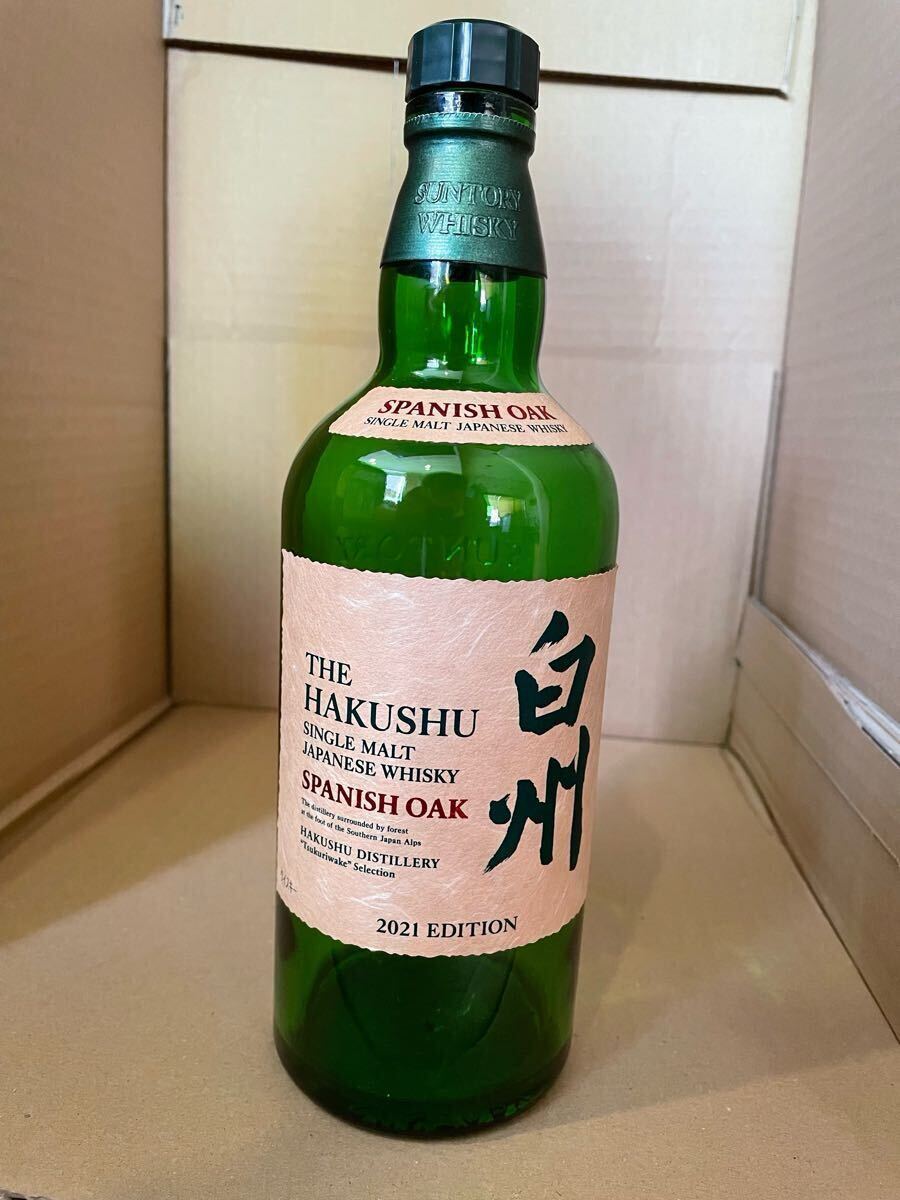 SUNTORY
WHISKY
SPANISH OAK
SINGLE MALT JAPANESE WHISKY
SUNTORY
THE
HAKUSHU
SINGLE MALT
JAPANESE WHISKY
SPANISH OAK
The distillery surrounded by forest
at the foot of the Southern Japan Alps
HAKUSHU DISTILLERY
"Tsukuriwake" Selection
白州
2021 EDITION